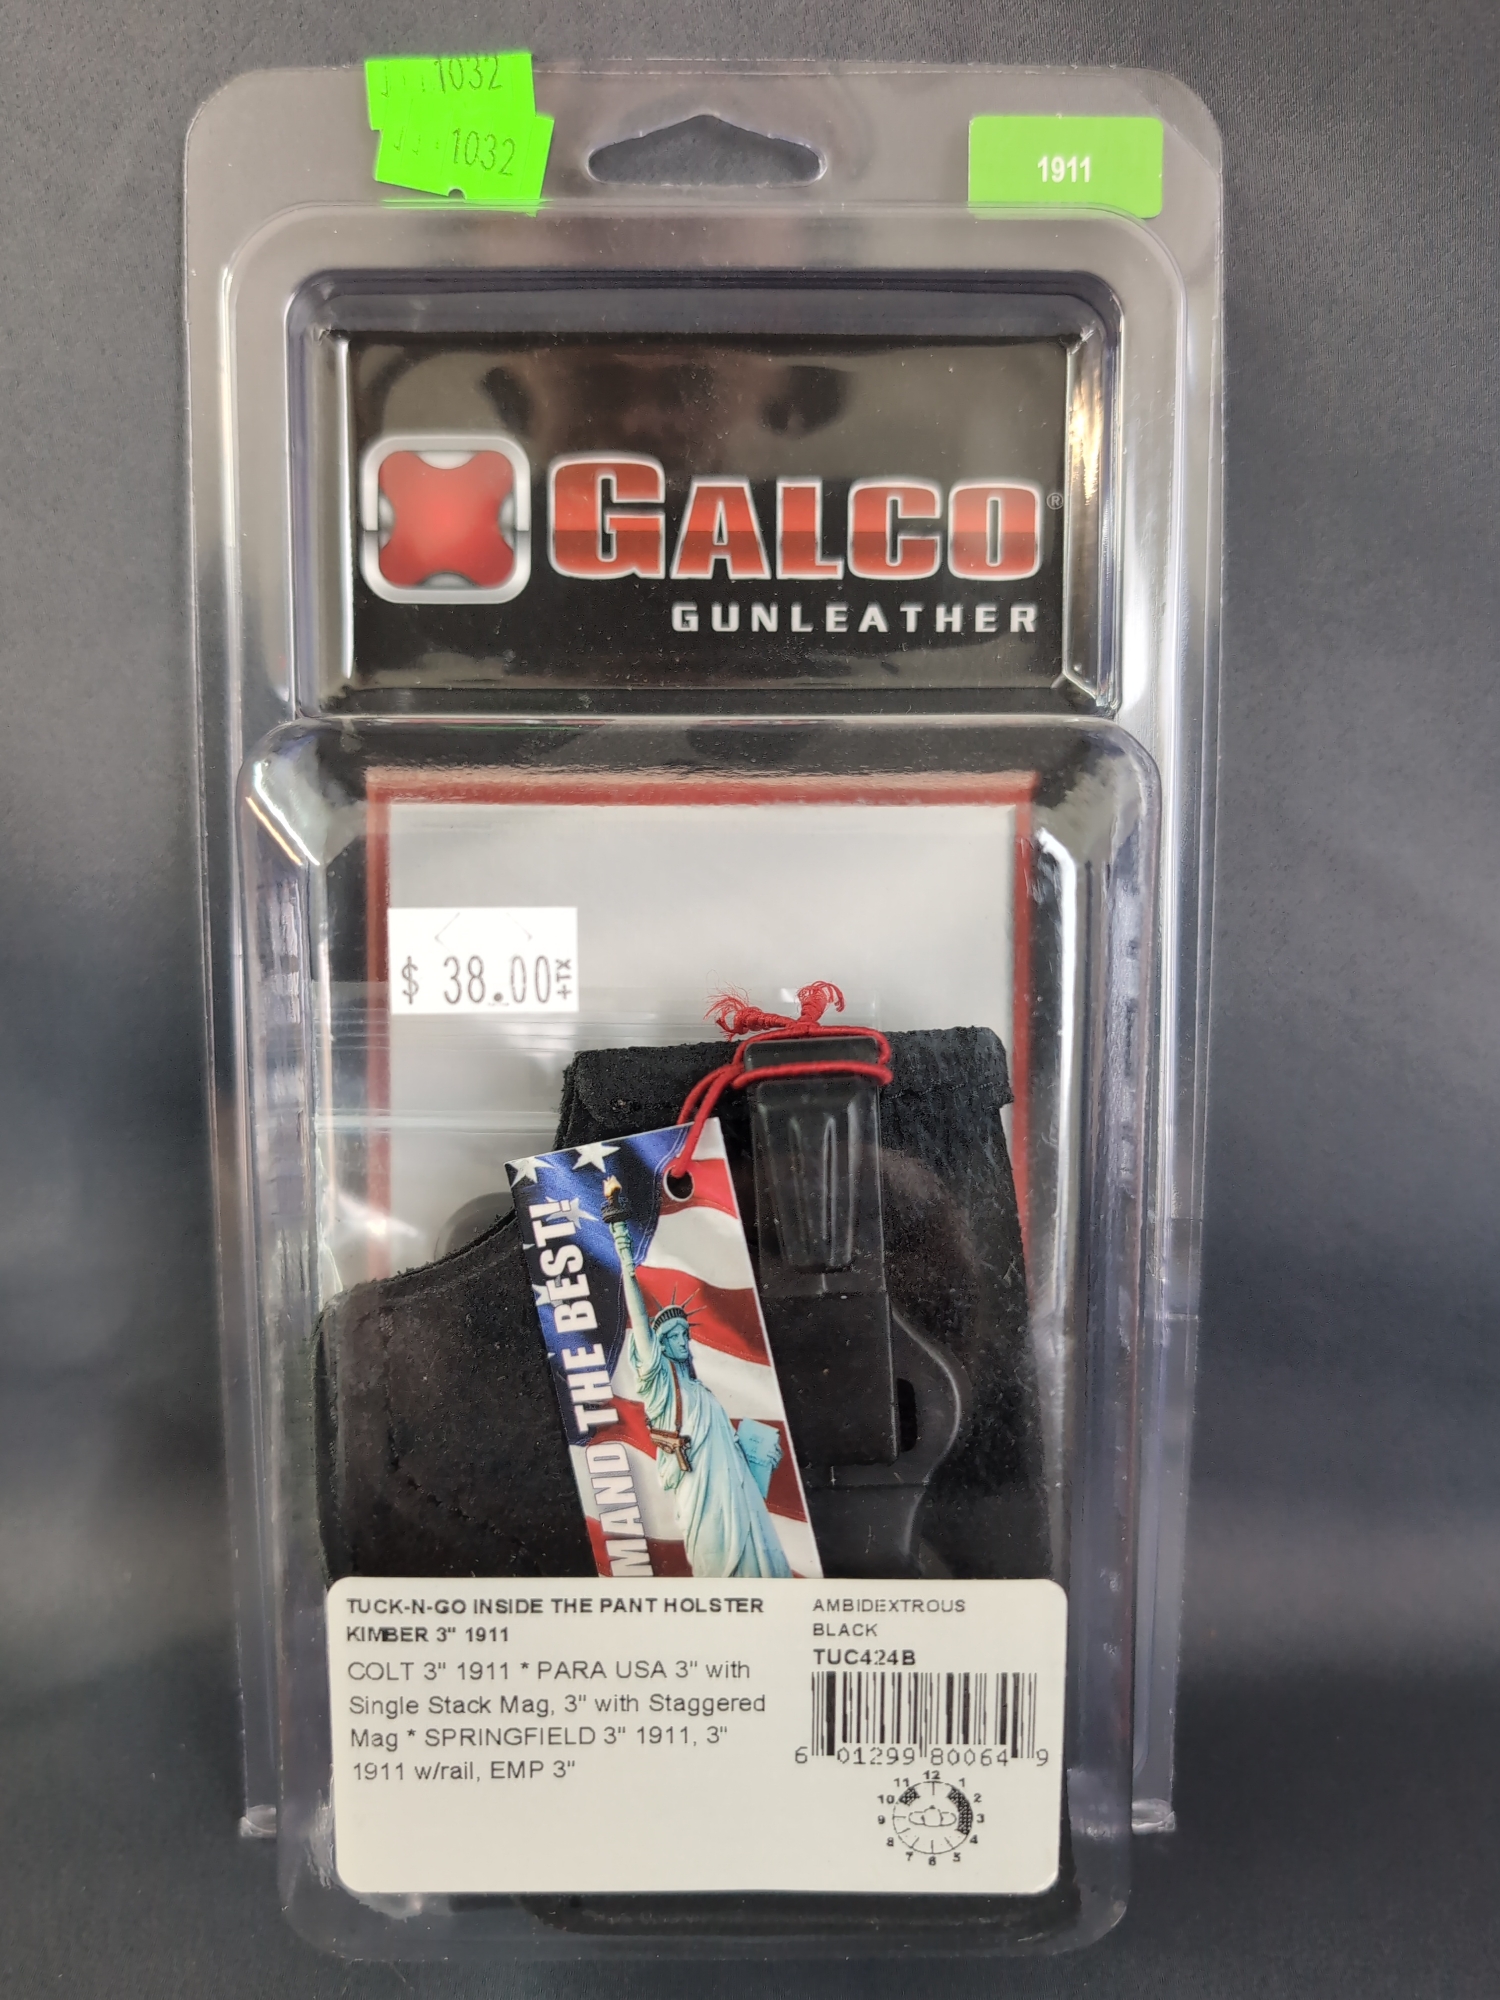 1032
1032
1911
GALCO®
GUNLEATHER
$ 38.00+TX
MAND THE BEST!
TUCK-N-GO INSIDE THE PANT HOLSTER
KIMBER 3" 1911
COLT 3" 1911 * PARA USA 3" with
Single Stack Mag, 3" with Staggered
Mag * SPRINGFIELD 3" 1911, 3"
1911 w/rail, EMP 3"
AMBIDEXTROUS
BLACK
TUC424B
6 01299 80064 9
12
11 1
10 2
9 3
8 4
7 6 5